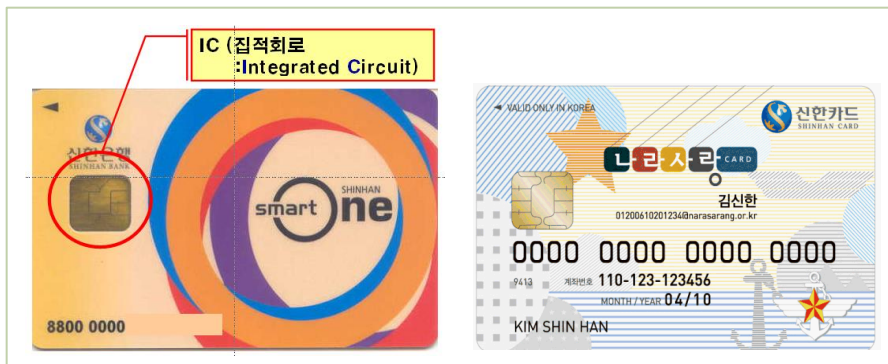 IC (집적회로
:Integrated Circuit)
신한은행
SHINHAN BANK
SHINHAN
smart One
8800 0000
VALID ONLY IN KOREA
신한카드
SHINHAN CARD
나라사랑 CARD
김신한
01200610201234@narasarang.or.kr
0000 0000 0000 0000
9413 계좌번호 110-123-123456
MONTH / YEAR 04/10
KIM SHIN HAN